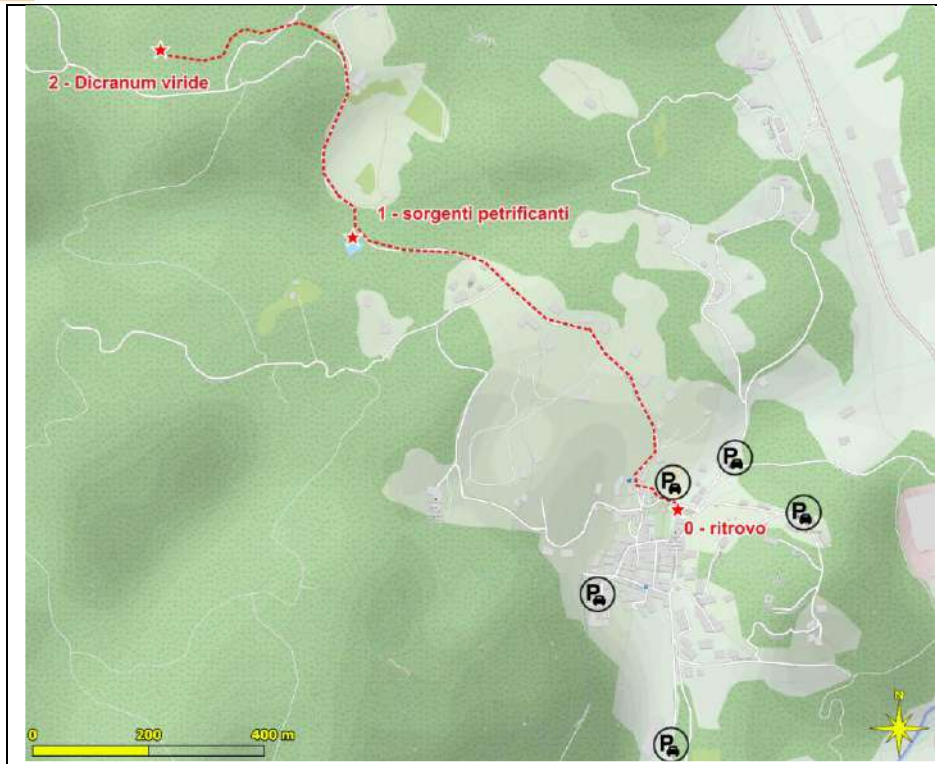 2 - Dicranum viride
1 - sorgenti petrificanti
P
P
0 - ritrovo
P
P
N
0 200 400 m
P